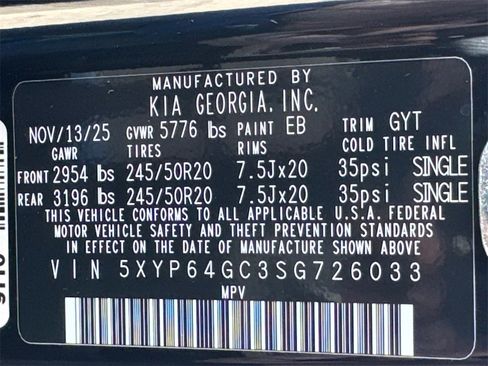 MANUFACTURED BY
KIA GEORGIA, INC.
NOV/13/25 GVWR 5776 lbs PAINT EB TRIM GYT
GAWR TIRES RIMS COLD TIRE INFL
FRONT 2954 lbs 245/50R20 7.5Jx20 35psi SINGLE
REAR 3196 lbs 245/50R20 7.5Jx20 35psi SINGLE
THIS VEHICLE CONFORMS TO ALL APPLICABLE U.S.A. FEDERAL
MOTOR VEHICLE SAFETY AND THEFT PREVENTION STANDARDS
IN EFFECT ON THE DATE OF MANUFACTURE SHOWN ABOVE
VIN 5XYP64GC3SG726033
MPV